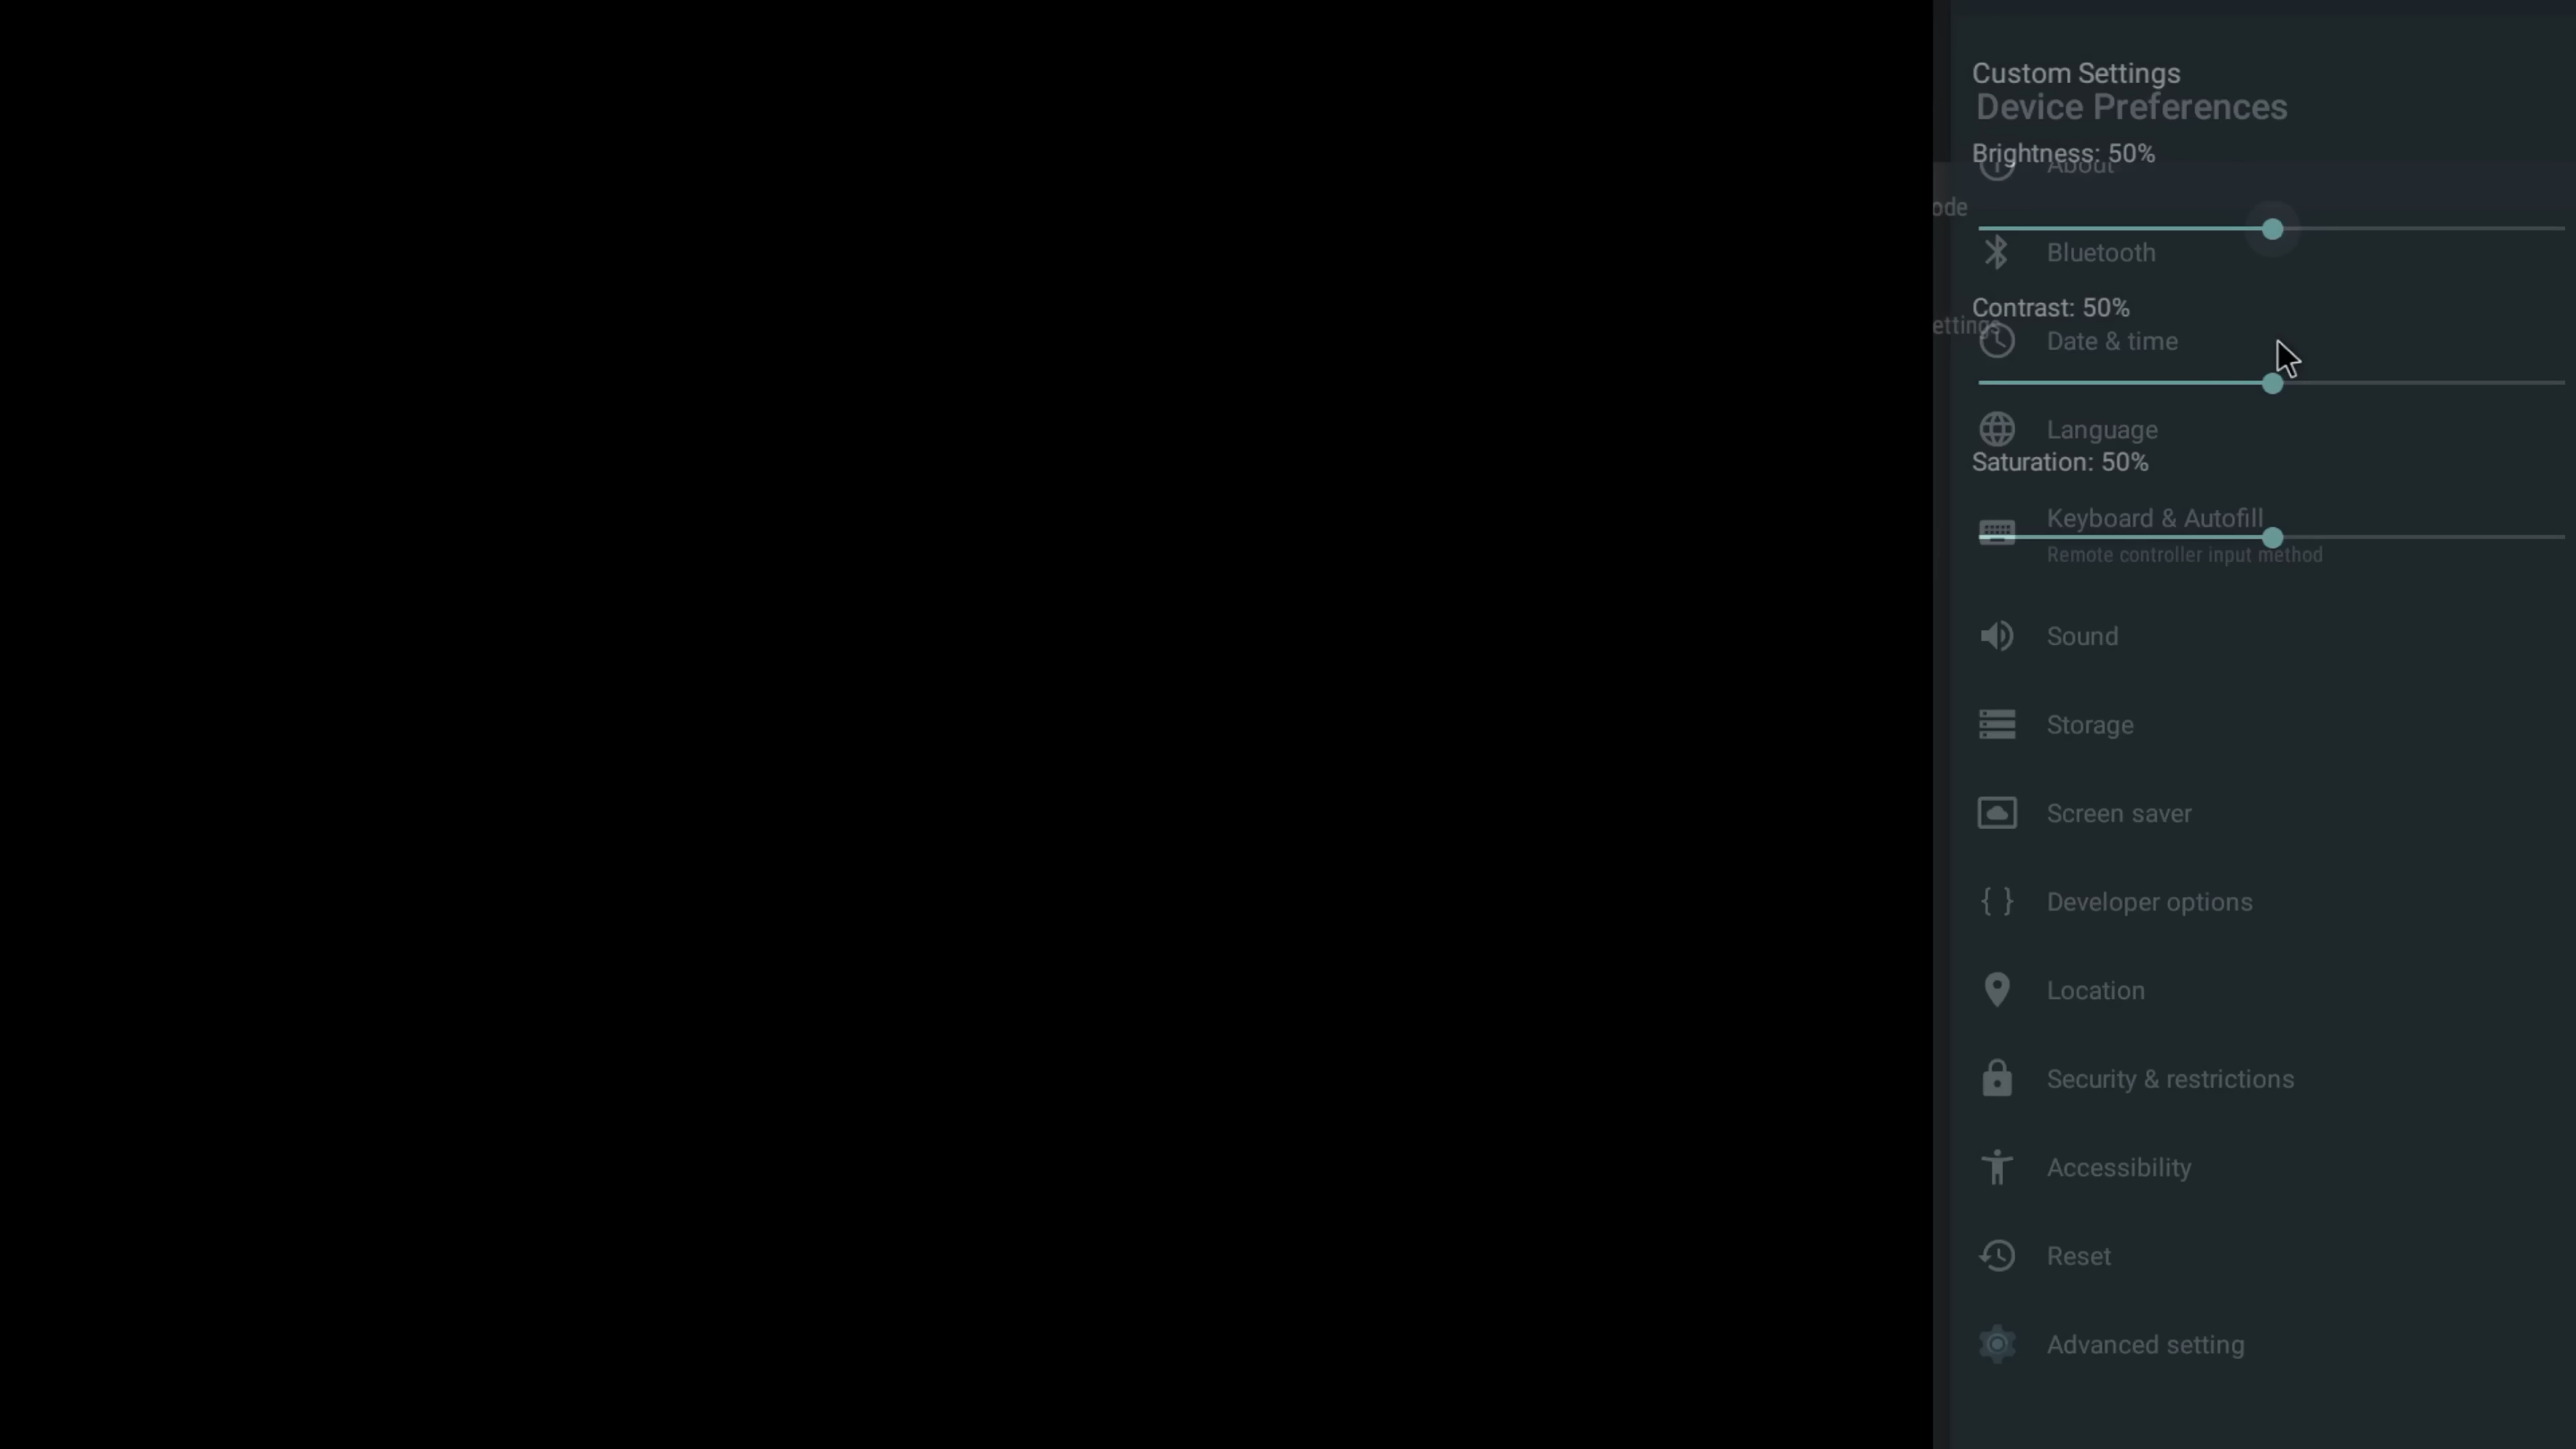 Custom Settings
Device Preferences
Brightness: 50%
About
ode
Bluetooth
Contrast: 50%
ettings
Date & time
Language
Saturation: 50%
Keyboard & Autofill
Remote controller input method
Sound
Storage
Screen saver
Developer options
Location
Security & restrictions
Accessibility
Reset
Advanced setting